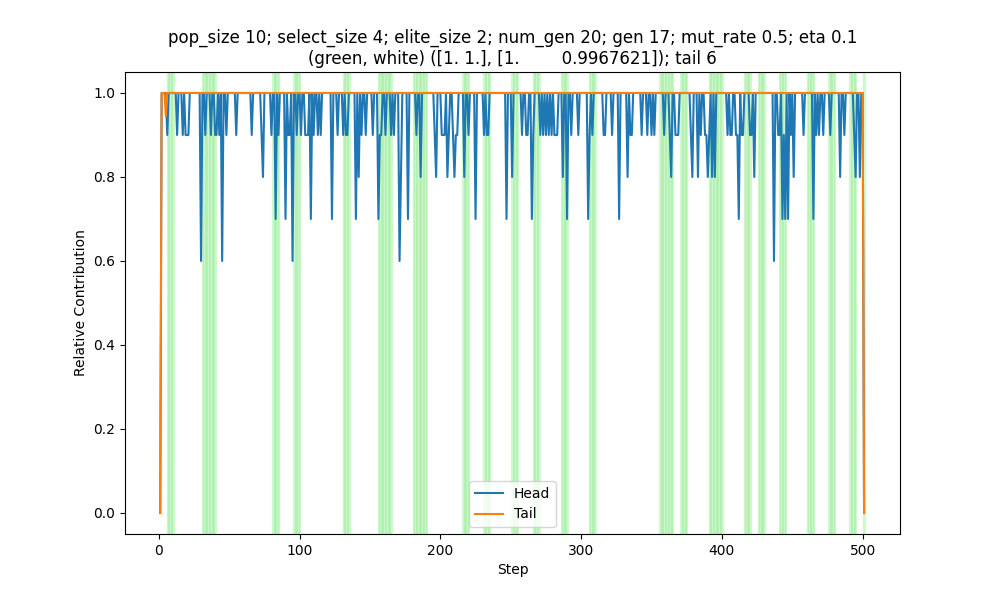 pop_size 10; select_size 4; elite_size 2; num_gen 20; gen 17; mut_rate 0.5; eta 0.1
(green, white) ([1. 1.], [1.        0.9967621]); tail 6
1.0
0.8
0.6
0.4
0.2
0.0
Relative Contribution
Head
Tail
0
100
200
300
400
500
Step